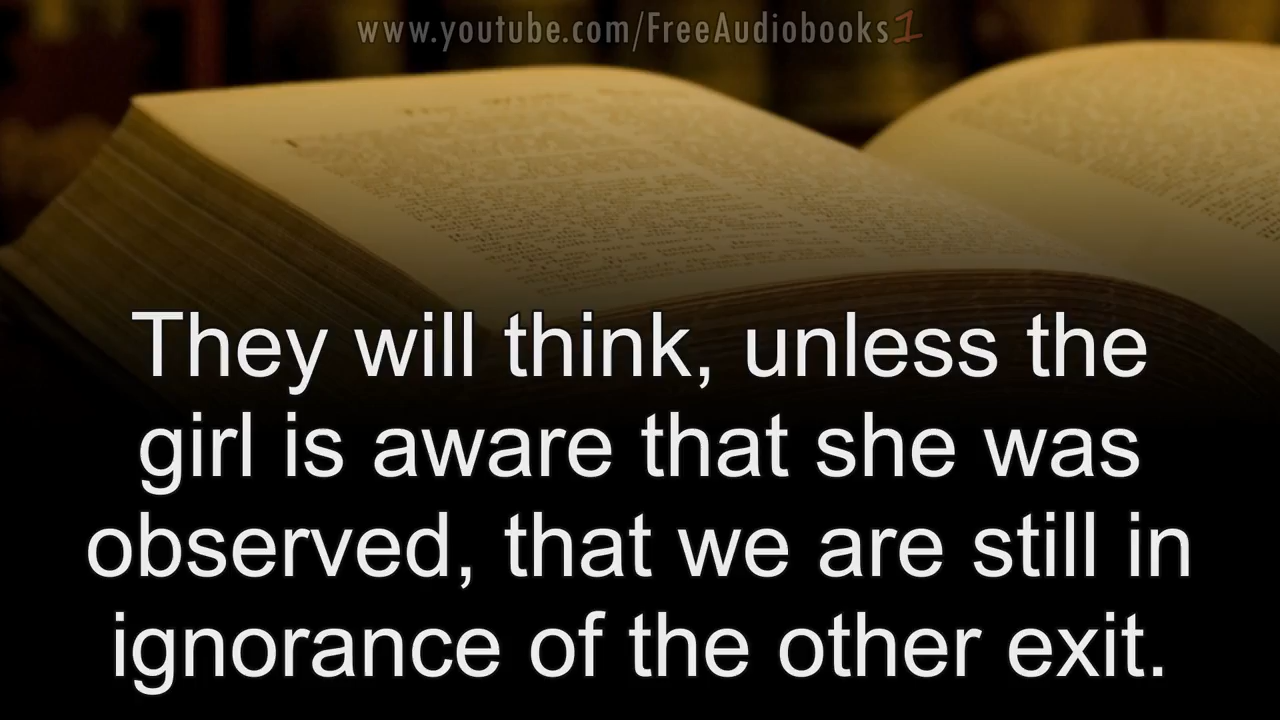 www.youtube.com/FreeAudiobooks1
They will think, unless the
girl is aware that she was
observed, that we are still in
ignorance of the other exit.